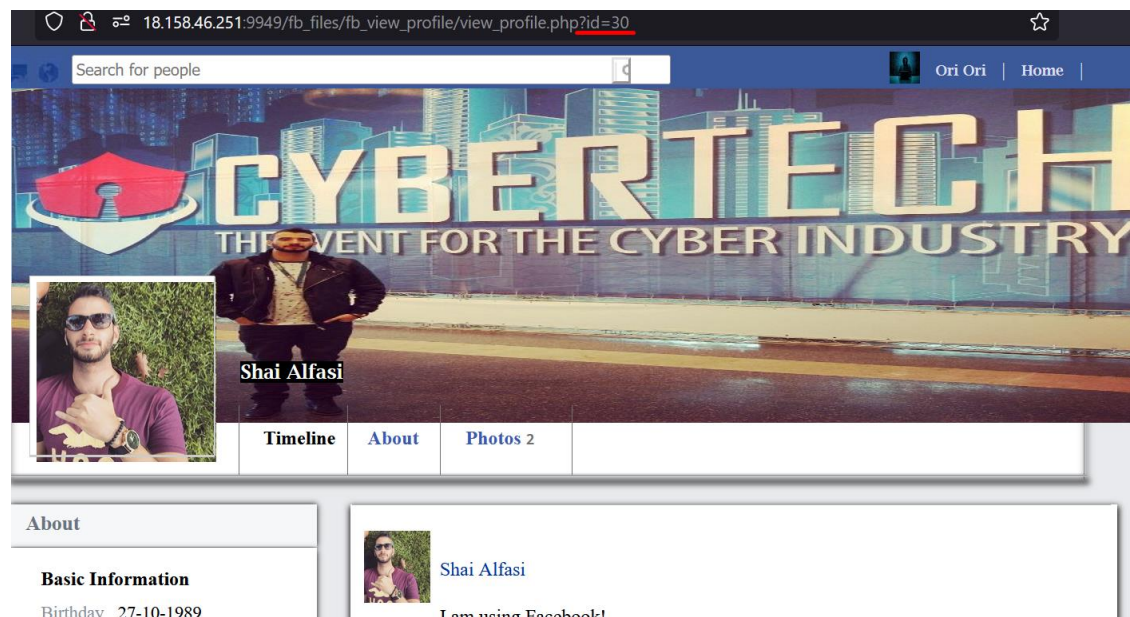 18.158.46.251:9949/fb_files/fb_view_profile/view_profile.php?id=30
Search for people
Ori Ori | Home |
CYBERTECH
THE EVENT FOR THE CYBER INDUSTRY
Shai Alfasi
Timeline About Photos 2
About
Basic Information
Birthday 27-10-1989
Shai Alfasi
I am using Facebook!